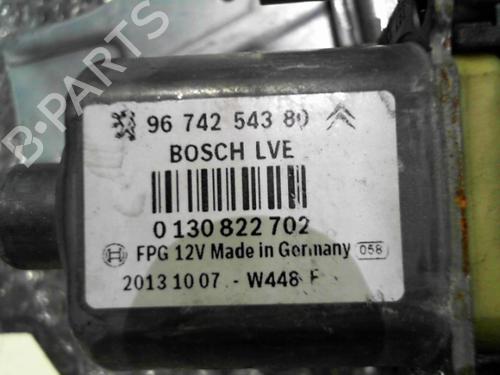 B-PARTS
96 742 543 80
BOSCH LVE
0 130 822 702
FPG 12V Made in Germany 058
2013 10 07 - W448